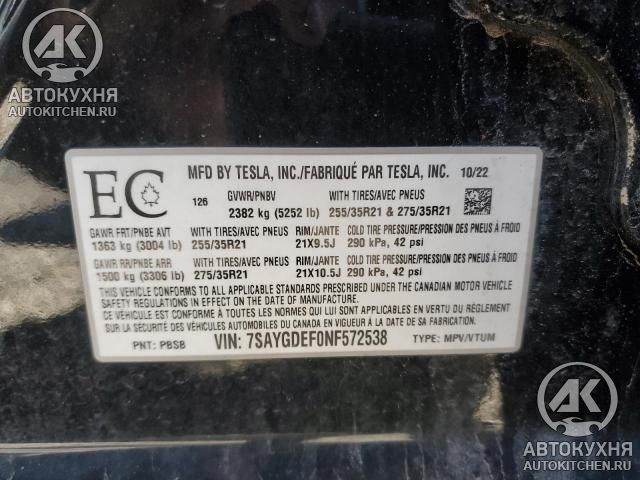 АК
АВТОКУХНЯ
AUTOKITCHEN.RU
АК
АВТОКУХНЯ
AUTOKITCHEN.RU
EC
MFD BY TESLA, INC./FABRIQUÉ PAR TESLA, INC. 10/22
126
GVWR/PNBV WITH TIRES/AVEC PNEUS
2382 kg (5252 lb) 255/35R21 & 275/35R21
GAWR FRT/PNBE AVT WITH TIRES/AVEC PNEUS RIM/JANTE COLD TIRE PRESSURE/PRESSION DES PNEUS À FROID
1363 kg (3004 lb) 255/35R21 21X9.5J 290 kPa, 42 psi
GAWR RR/PNBE ARR WITH TIRES/AVEC PNEUS RIM/JANTE COLD TIRE PRESSURE/PRESSION DES PNEUS À FROID
1500 kg (3306 lb) 275/35R21 21X10.5J 290 kPa, 42 psi
THIS VEHICLE CONFORMS TO ALL APPLICABLE STANDARDS PRESCRIBED UNDER THE CANADIAN MOTOR VEHICLE
SAFETY REGULATIONS IN EFFECT ON THE DATE OF MANUFACTURE.
CE VÉHICULE EST CONFORME À TOUTES LES NORMES QUI LUI SONT APPLICABLES EN VERTU DU RÈGLEMENT
SUR LA SÉCURITÉ DES VÉHICULES AUTOMOBILES DU CANADA EN VIGUEUR À LA DATE DE SA FABRICATION.
PNT: PBSB VIN: 7SAYGDEF0NF572538 TYPE: MPV/VTUM
АК
АВТОКУХНЯ
AUTOKITCHEN.RU